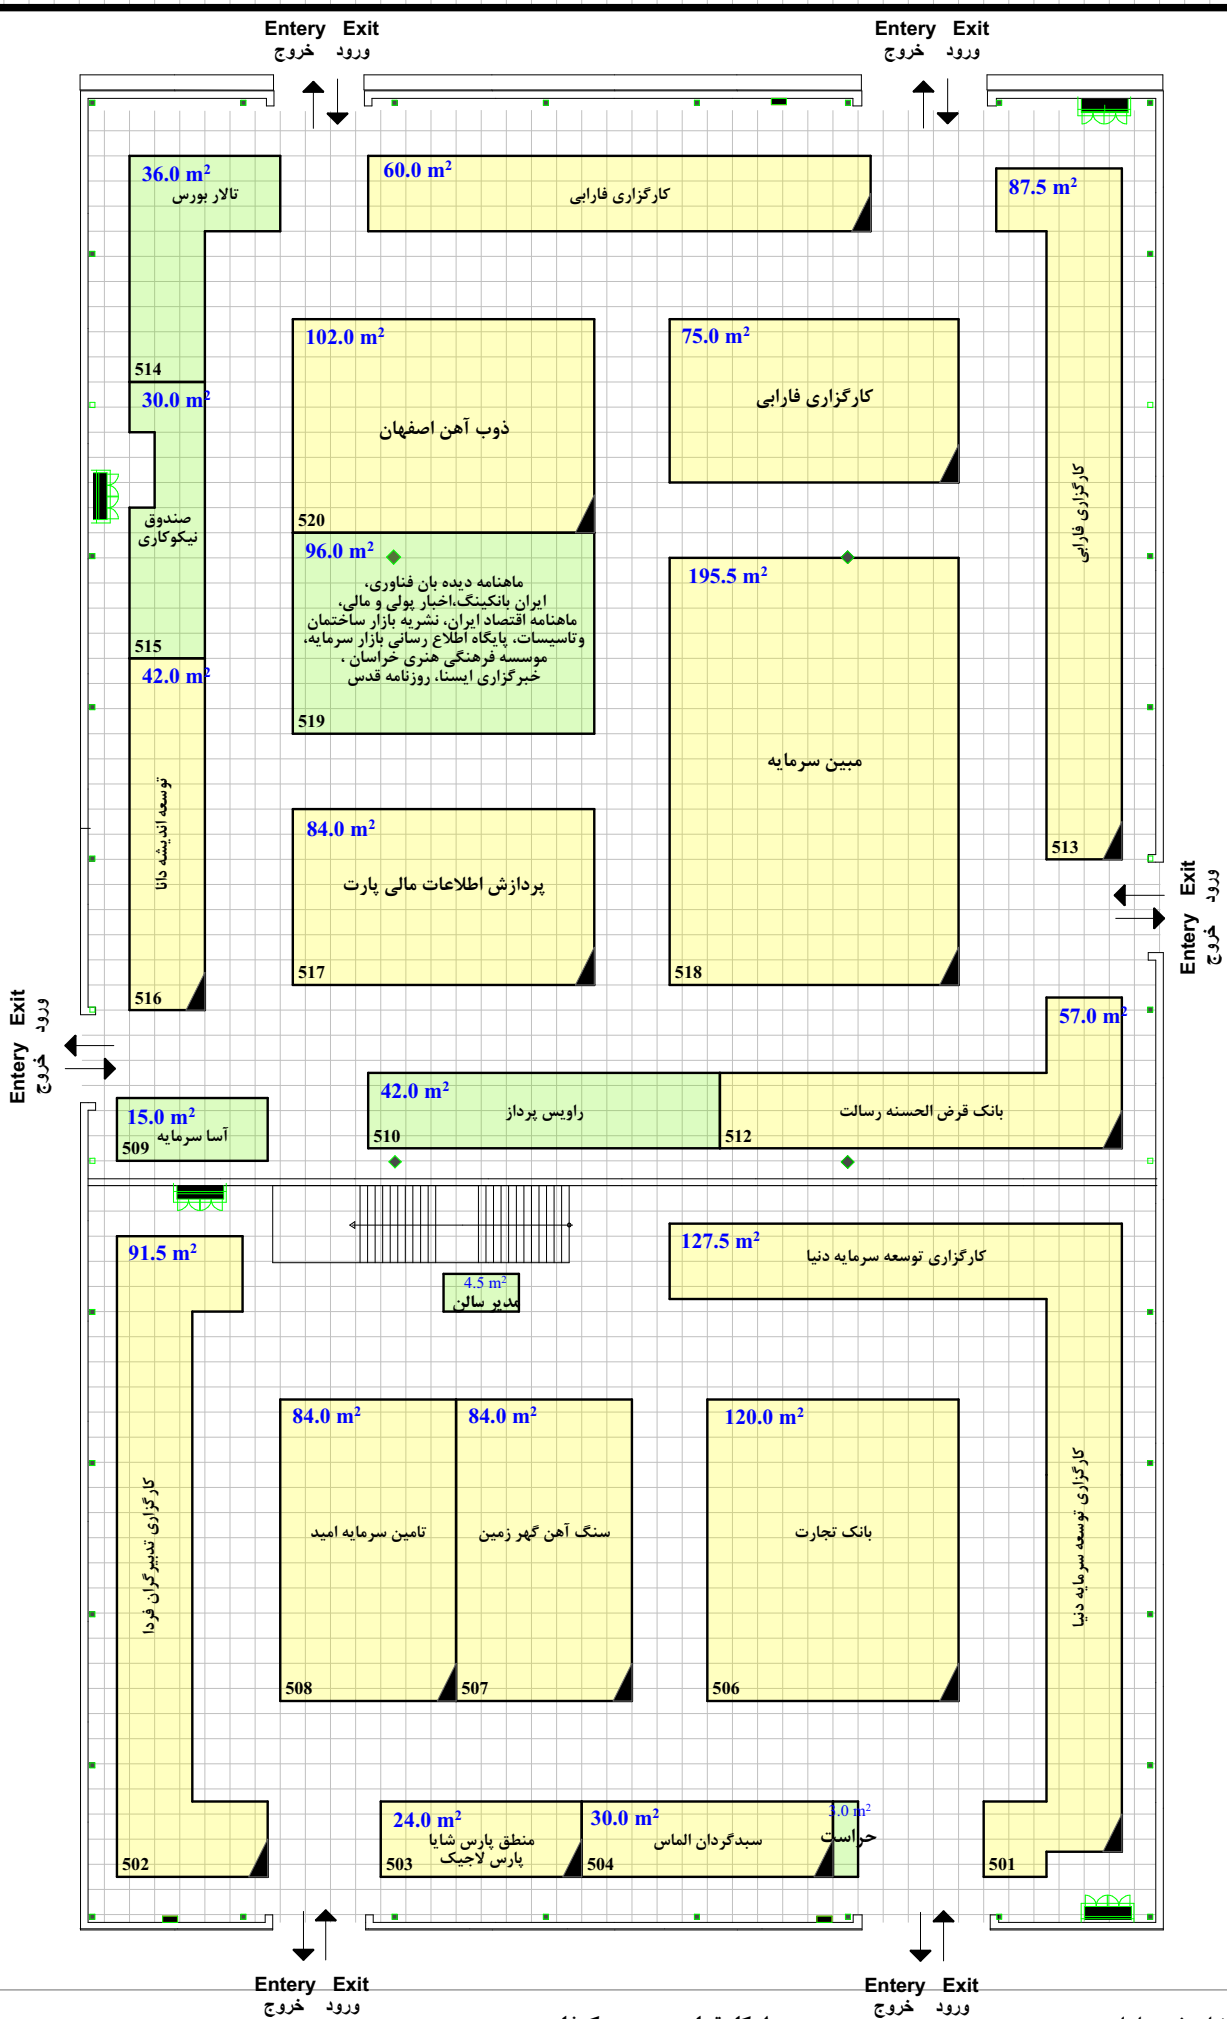 Entery Exit
خروج ورود
Entery Exit
خروج ورود
36.0 m²
تالار بورس
514
60.0 m²
کارگزاری فارابی
87.5 m²
کارگزاری فارابی
513
102.0 m²
ذوب آهن اصفهان
520
75.0 m²
کارگزاری فارابی
30.0 m²
صندوق
نیکوکاری
515
96.0 m²
ماهنامه دیده بان فناوری،
ایران بانکینگ،اخبار پولی و مالی،
ماهنامه اقتصاد ایران، نشریه بازار ساختمان
وتاسیسات، پایگاه اطلاع رسانی بازار سرمایه،
موسسه فرهنگی هنری خراسان ،
خبرگزاری ایسنا، روزنامه قدس
519
195.5 m²
مبین سرمایه
518
42.0 m²
توسعه اندیشه دانا
516
84.0 m²
پردازش اطلاعات مالی پارت
517
Entery Exit
خروج ورود
Entery Exit
خروج ورود
57.0 m²
بانک قرض الحسنه رسالت
512
42.0 m²
راویس پرداز
510
15.0 m²
آسا سرمایه
509
91.5 m²
کارگزاری تدبیرگران فردا
502
4.5 m²
مدیر سالن
127.5 m²
کارگزاری توسعه سرمایه دنیا
کارگزاری توسعه سرمایه دنیا
501
84.0 m²
تامین سرمایه امید
508
84.0 m²
سنگ آهن گهر زمین
507
120.0 m²
بانک تجارت
506
24.0 m²
منطق پارس شایا
پارس لاجیک
503
30.0 m²
سبدگردان الماس
504
3.0 m²
حراست
Entery Exit
خروج ورود
Entery Exit
خروج ورود